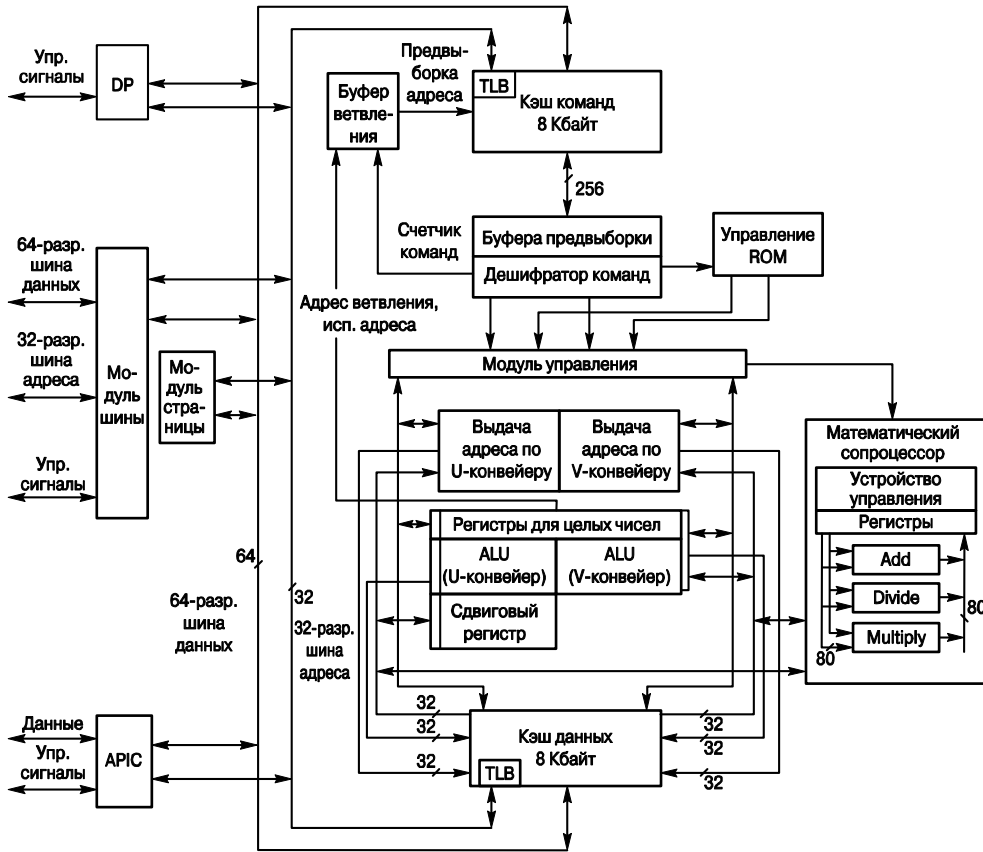 Упр.
сигналы
DP
Буфер
ветвле-
ния
Предвы-
борка
адреса
TLB
Кэш команд
8 Кбайт
256
Счетчик
команд
Буфера предвыборки
Дешифратор команд
Управление
ROM
64-разр.
шина
данных
32-разр.
шина
адреса
Упр.
сигналы
Мо-
дуль
шины
Мо-
дуль
стра-
ницы
Адрес ветвления,
исп. адреса
Модуль управления
Выдача
адреса по
U-конвейеру
Выдача
адреса по
V-конвейеру
Математический
сопроцессор
Устройство
управления
Регистры
Add
Divide
Multiply
80
80
Регистры для целых чисел
ALU
(U-конвейер)
ALU
(V-конвейер)
Сдвиговый
регистр
64
64-разр.
шина
данных
32
32-разр.
шина
адреса
32
32
32
32
32
32
Кэш данных
8 Кбайт
TLB
Данные
Упр.
сигналы
APIC